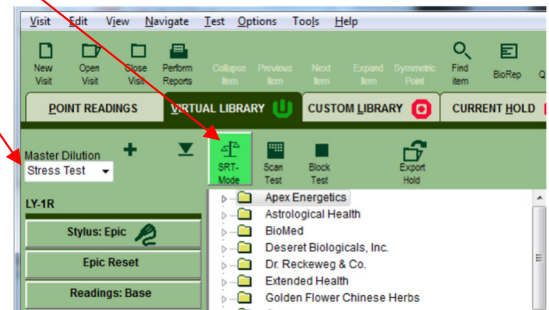 Visit Edit View Navigate Test Options Tools Help
New Visit
Open Visit
Close Visit
Perform Reports
Collapse Item
Previous Item
Next Item
Expand Item
Symmetric Point
Find item
BioRep
Q
POINT READINGS
VIRTUAL LIBRARY
CUSTOM LIBRARY
CURRENT HOLD
Master Dilution
Stress Test
SRT-Mode
Scan Test
Block Test
Export Hold
LY-1R
Stylus: Epic
Epic Reset
Readings: Base
Apex Energetics
Astrological Health
BioMed
Deseret Biologicals, Inc.
Dr. Reckeweg & Co.
Extended Health
Golden Flower Chinese Herbs